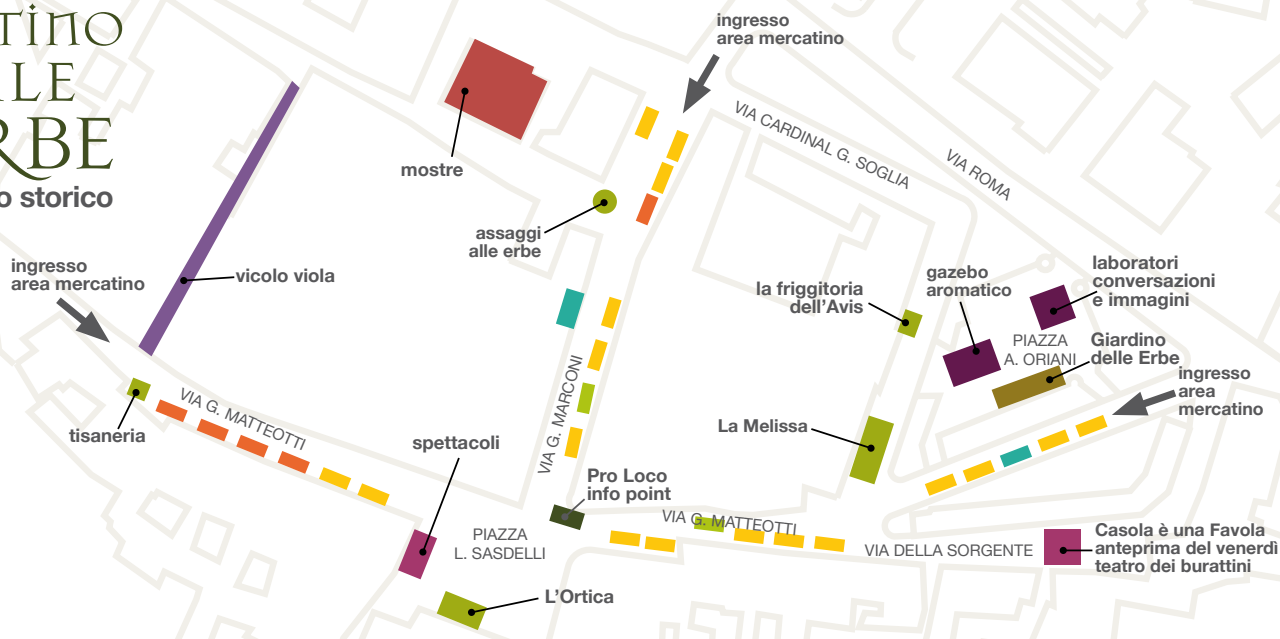 TINO
ALE
RBE
o storico
ingresso
area mercatino
mostre
VIA CARDINAL G. SOGLIA
VIA ROMA
assaggi
alle erbe
ingresso
area mercatino
vicolo viola
la friggitoria
dell'Avis
gazebo
aromatico
laboratori
conversazioni
e immagini
PIAZZA
A. ORIANI
Giardino
delle Erbe
ingresso
area
mercatino
tisaneria
VIA G. MATTEOTTI
spettacoli
VIA G. MARCONI
La Melissa
Pro Loco
info point
VIA G. MATTEOTTI
PIAZZA
L. SASDELLI
VIA DELLA SORGENTE
Casola è una Favola
anteprima del venerdì
teatro dei burattini
L'Ortica